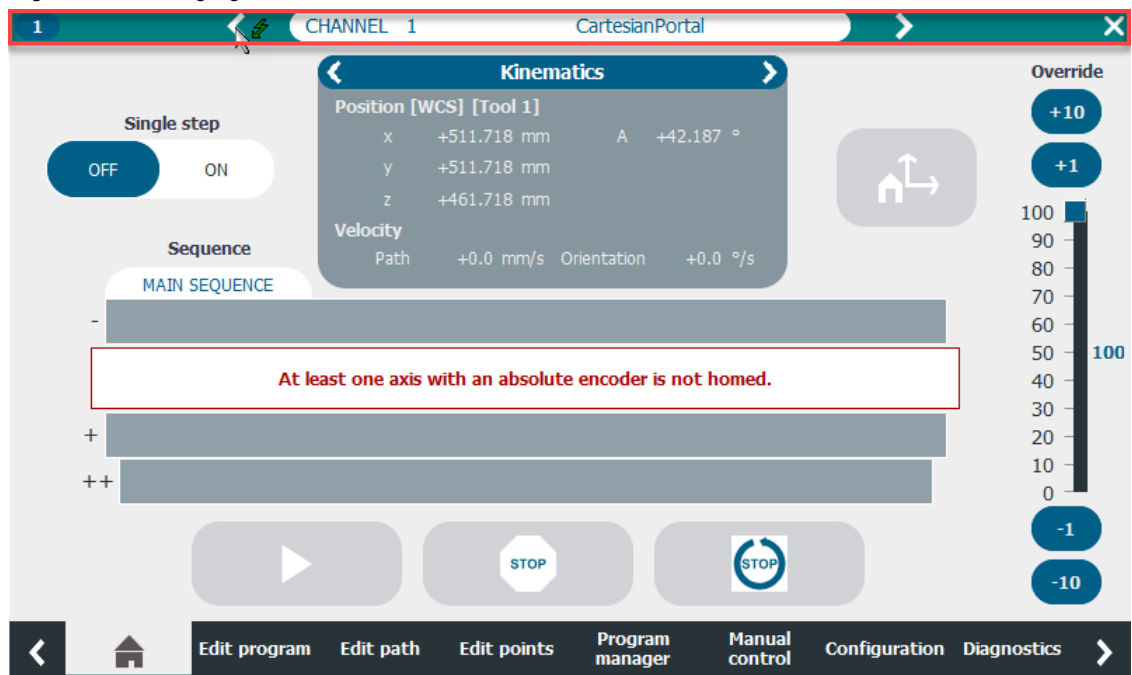 1
CHANNEL 1 CartesianPortal
Kinematics
Position [WCS] [Tool 1]
x +511.718 mm A +42.187 °
y +511.718 mm
z +461.718 mm
Velocity
Path +0.0 mm/s Orientation +0.0 °/s
Single step
OFF ON
Sequence
MAIN SEQUENCE
-
At least one axis with an absolute encoder is not homed.
+
++
STOP
STOP
Override
+10
+1
100
90
80
70
60
50 100
40
30
20
10
0
-1
-10
Edit program Edit path Edit points Program manager Manual control Configuration Diagnostics